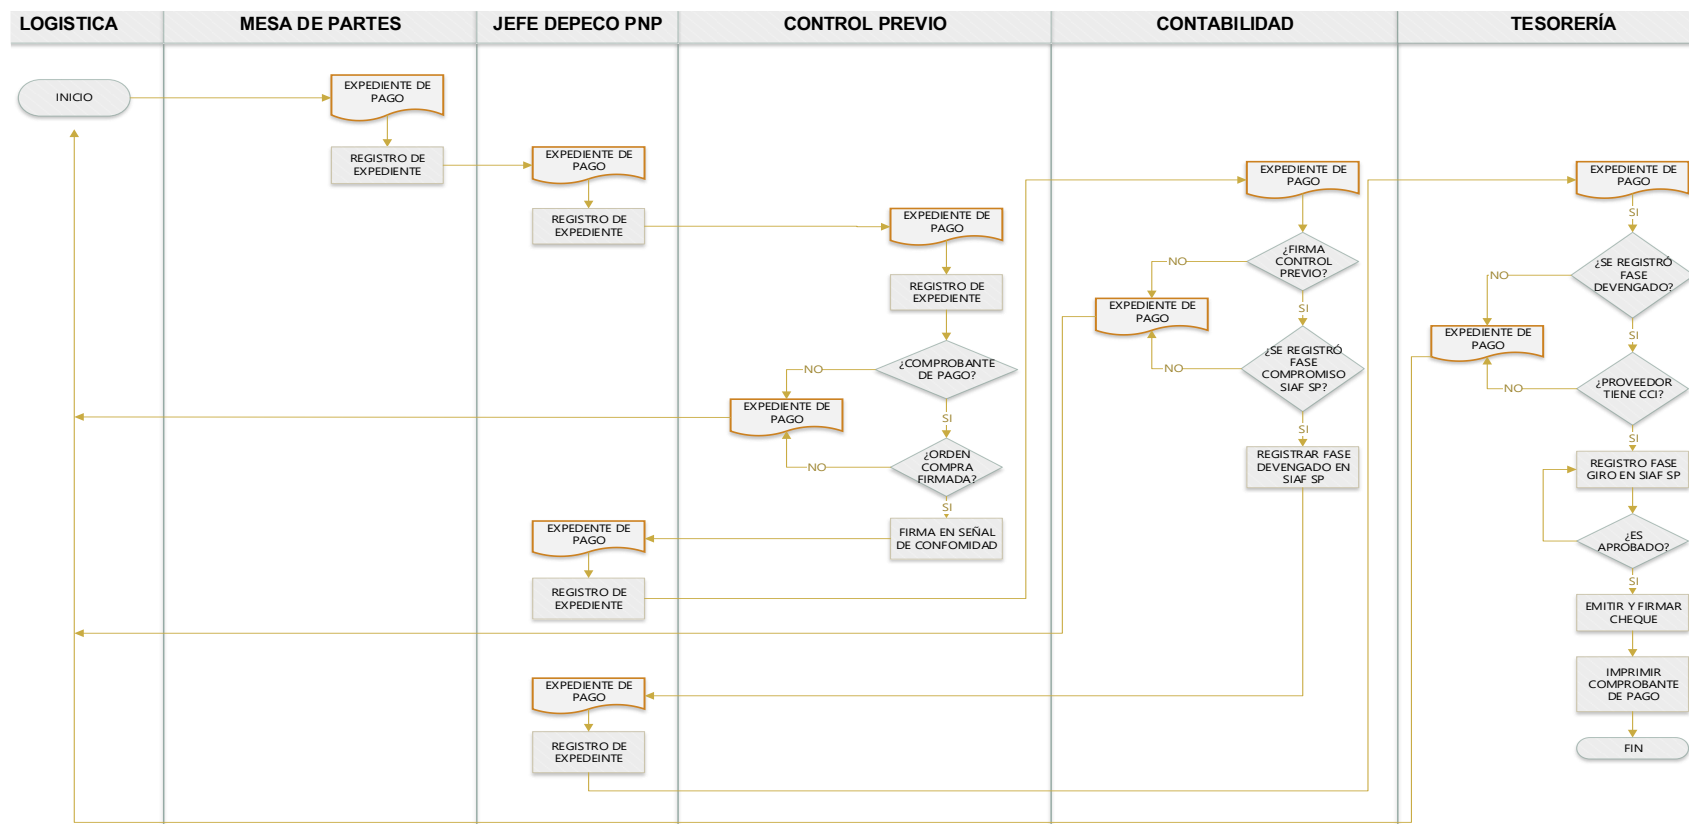 LOGISTICA
MESA DE PARTES
JEFE DEPECO PNP
CONTROL PREVIO
CONTABILIDAD
TESORERÍA
INICIO
EXPEDIENTE DE
PAGO
REGISTRO DE
EXPEDIENTE
EXPEDIENTE DE
PAGO
REGISTRO DE
EXPEDIENTE
EXPEDIENTE DE
PAGO
REGISTRO DE
EXPEDIENTE
¿COMPROBANTE
DE PAGO?
NO
SI
EXPEDIENTE DE
PAGO
¿ORDEN
COMPRA
FIRMADA?
NO
SI
FIRMA EN SEÑAL
DE CONFOMIDAD
EXPEDENTE DE
PAGO
REGISTRO DE
EXPEDIENTE
EXPEDIENTE DE
PAGO
¿FIRMA
CONTROL
PREVIO?
NO
SI
EXPEDIENTE DE
PAGO
¿SE REGISTRÓ
FASE
COMPROMISO
SIAF SP?
NO
SI
REGISTRAR FASE
DEVENGADO EN
SIAF SP
EXPEDIENTE DE
PAGO
REGISTRO DE
EXPEDEINTE
EXPEDIENTE DE
PAGO
SI
¿SE REGISTRÓ
FASE
DEVENGADO?
NO
SI
EXPEDIENTE DE
PAGO
¿PROVEEDOR
TIENE CCI?
NO
SI
REGISTRO FASE
GIRO EN SIAF SP
¿ES
APROBADO?
SI
EMITIR Y FIRMAR
CHEQUE
IMPRIMIR
COMPROBANTE
DE PAGO
FIN